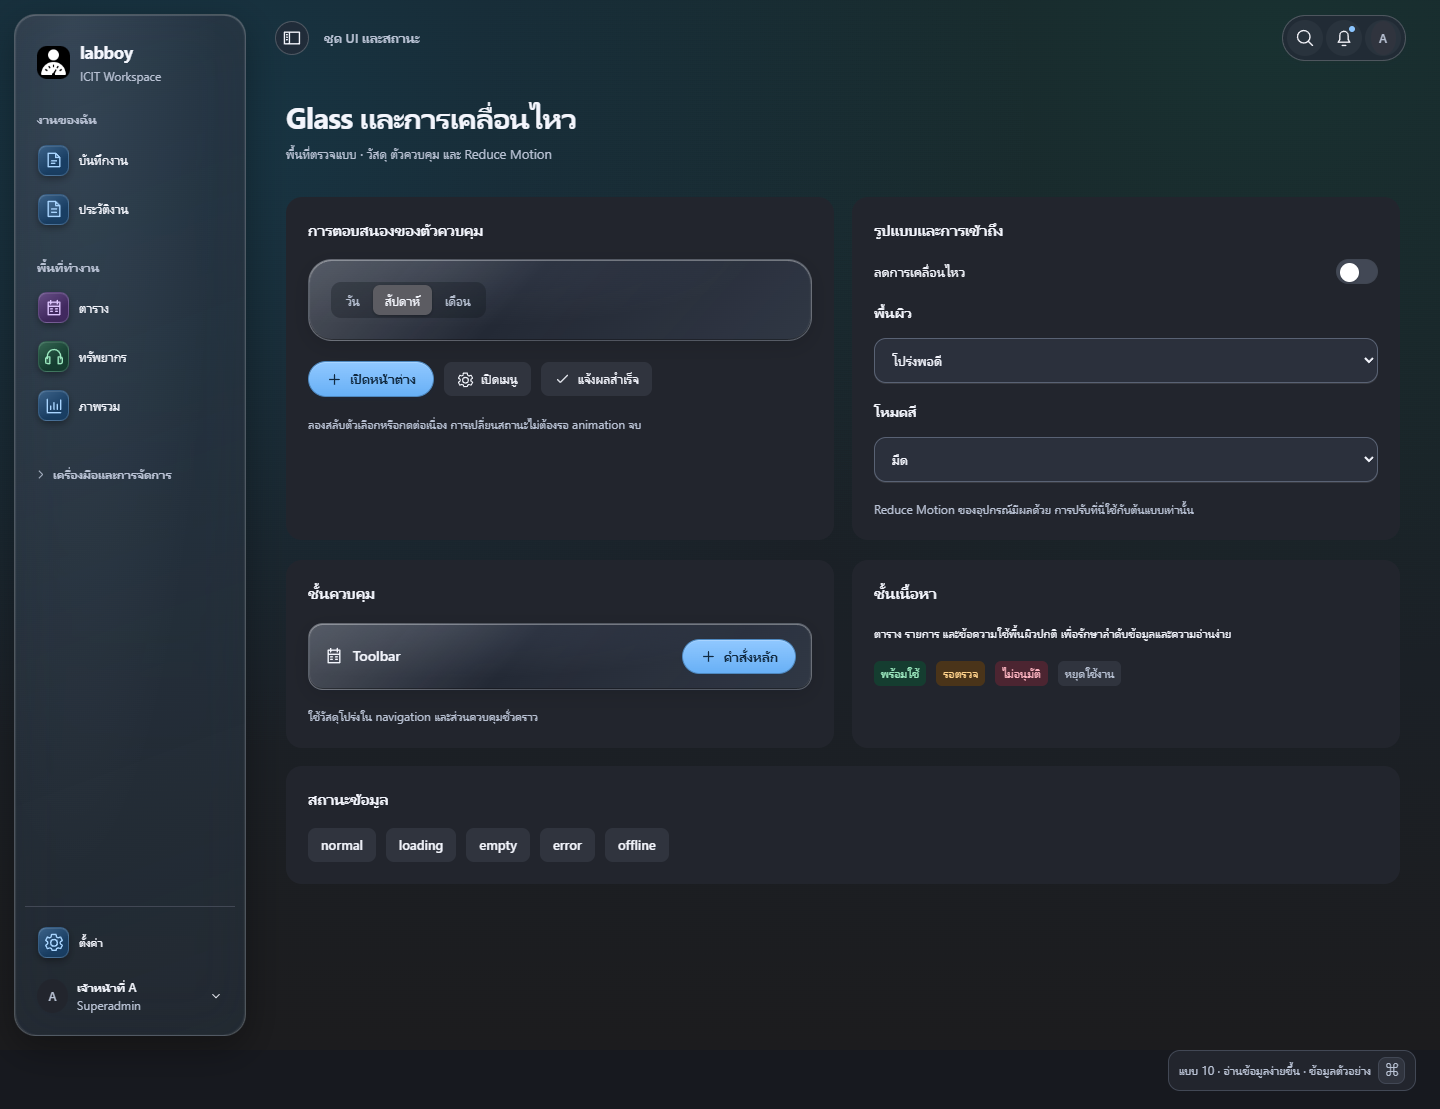 labboy
ICIT Workspace
งานของฉัน
บันทึกงาน
ประวัติงาน
พื้นที่ทำงาน
ตาราง
ทรัพยากร
ภาพรวม
เครื่องมือและการจัดการ
ตั้งค่า
A
เจ้าหน้าที่ A
Superadmin
ชุด UI และสถานะ
A
Glass และการเคลื่อนไหว
พื้นที่ตรวจแบบ · วัสดุ ตัวควบคุม และ Reduce Motion
การตอบสนองของตัวควบคุม
วัน สัปดาห์ เดือน
เปิดหน้าต่าง เปิดเมนู แจ้งผลสำเร็จ
ลองสลับตัวเลือกหรือกดต่อเนื่อง การเปลี่ยนสถานะไม่ต้องรอ animation จบ
รูปแบบและการเข้าถึง
ลดการเคลื่อนไหว
พื้นผิว
โปร่งพอดี
โหมดสี
มืด
Reduce Motion ของอุปกรณ์มีผลด้วย การปรับที่นี่ใช้กับต้นแบบเท่านั้น
ชั้นควบคุม
Toolbar คำสั่งหลัก
ใช้วัสดุโปร่งใน navigation และส่วนควบคุมชั่วคราว
ชั้นเนื้อหา
ตาราง รายการ และข้อความใช้พื้นผิวปกติ เพื่อรักษาลำดับข้อมูลและความอ่านง่าย
พร้อมใช้ รอตรวจ ไม่อนุมัติ หยุดใช้งาน
สถานะข้อมูล
normal loading empty error offline
แบบ 10 · อ่านข้อมูลง่ายขึ้น · ข้อมูลตัวอย่าง ⌘